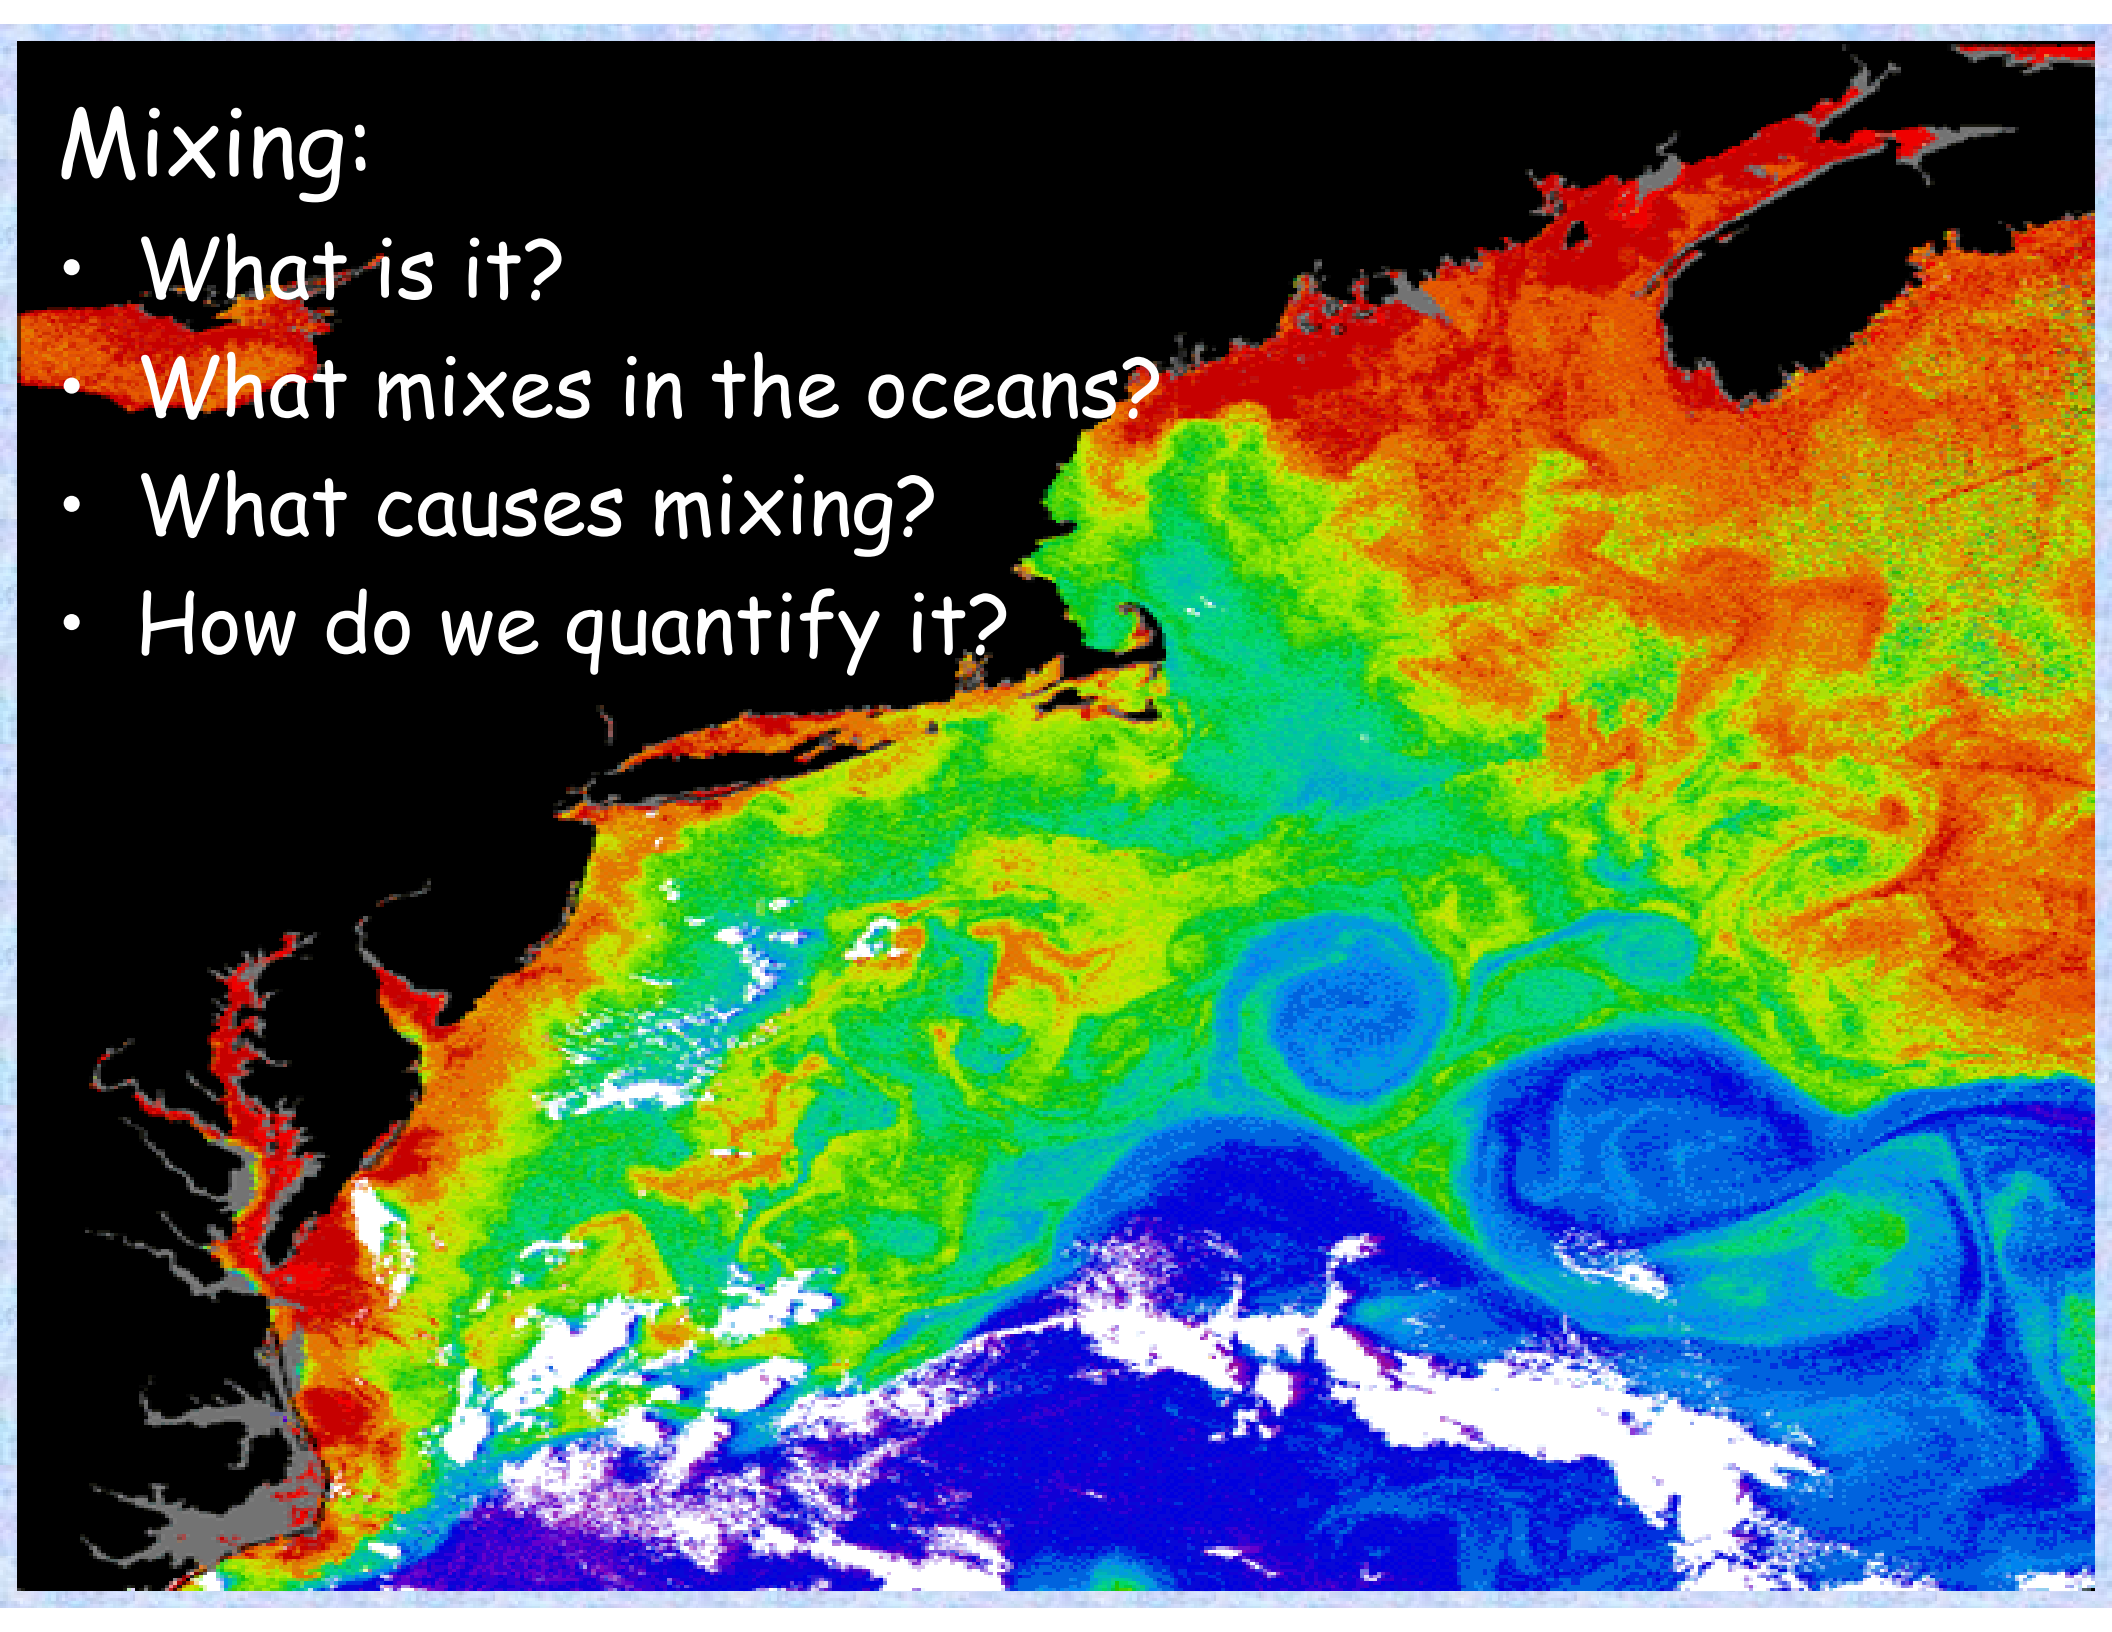 Mixing:
• What is it?
• What mixes in the oceans?
• What causes mixing?
• How do we quantify it?